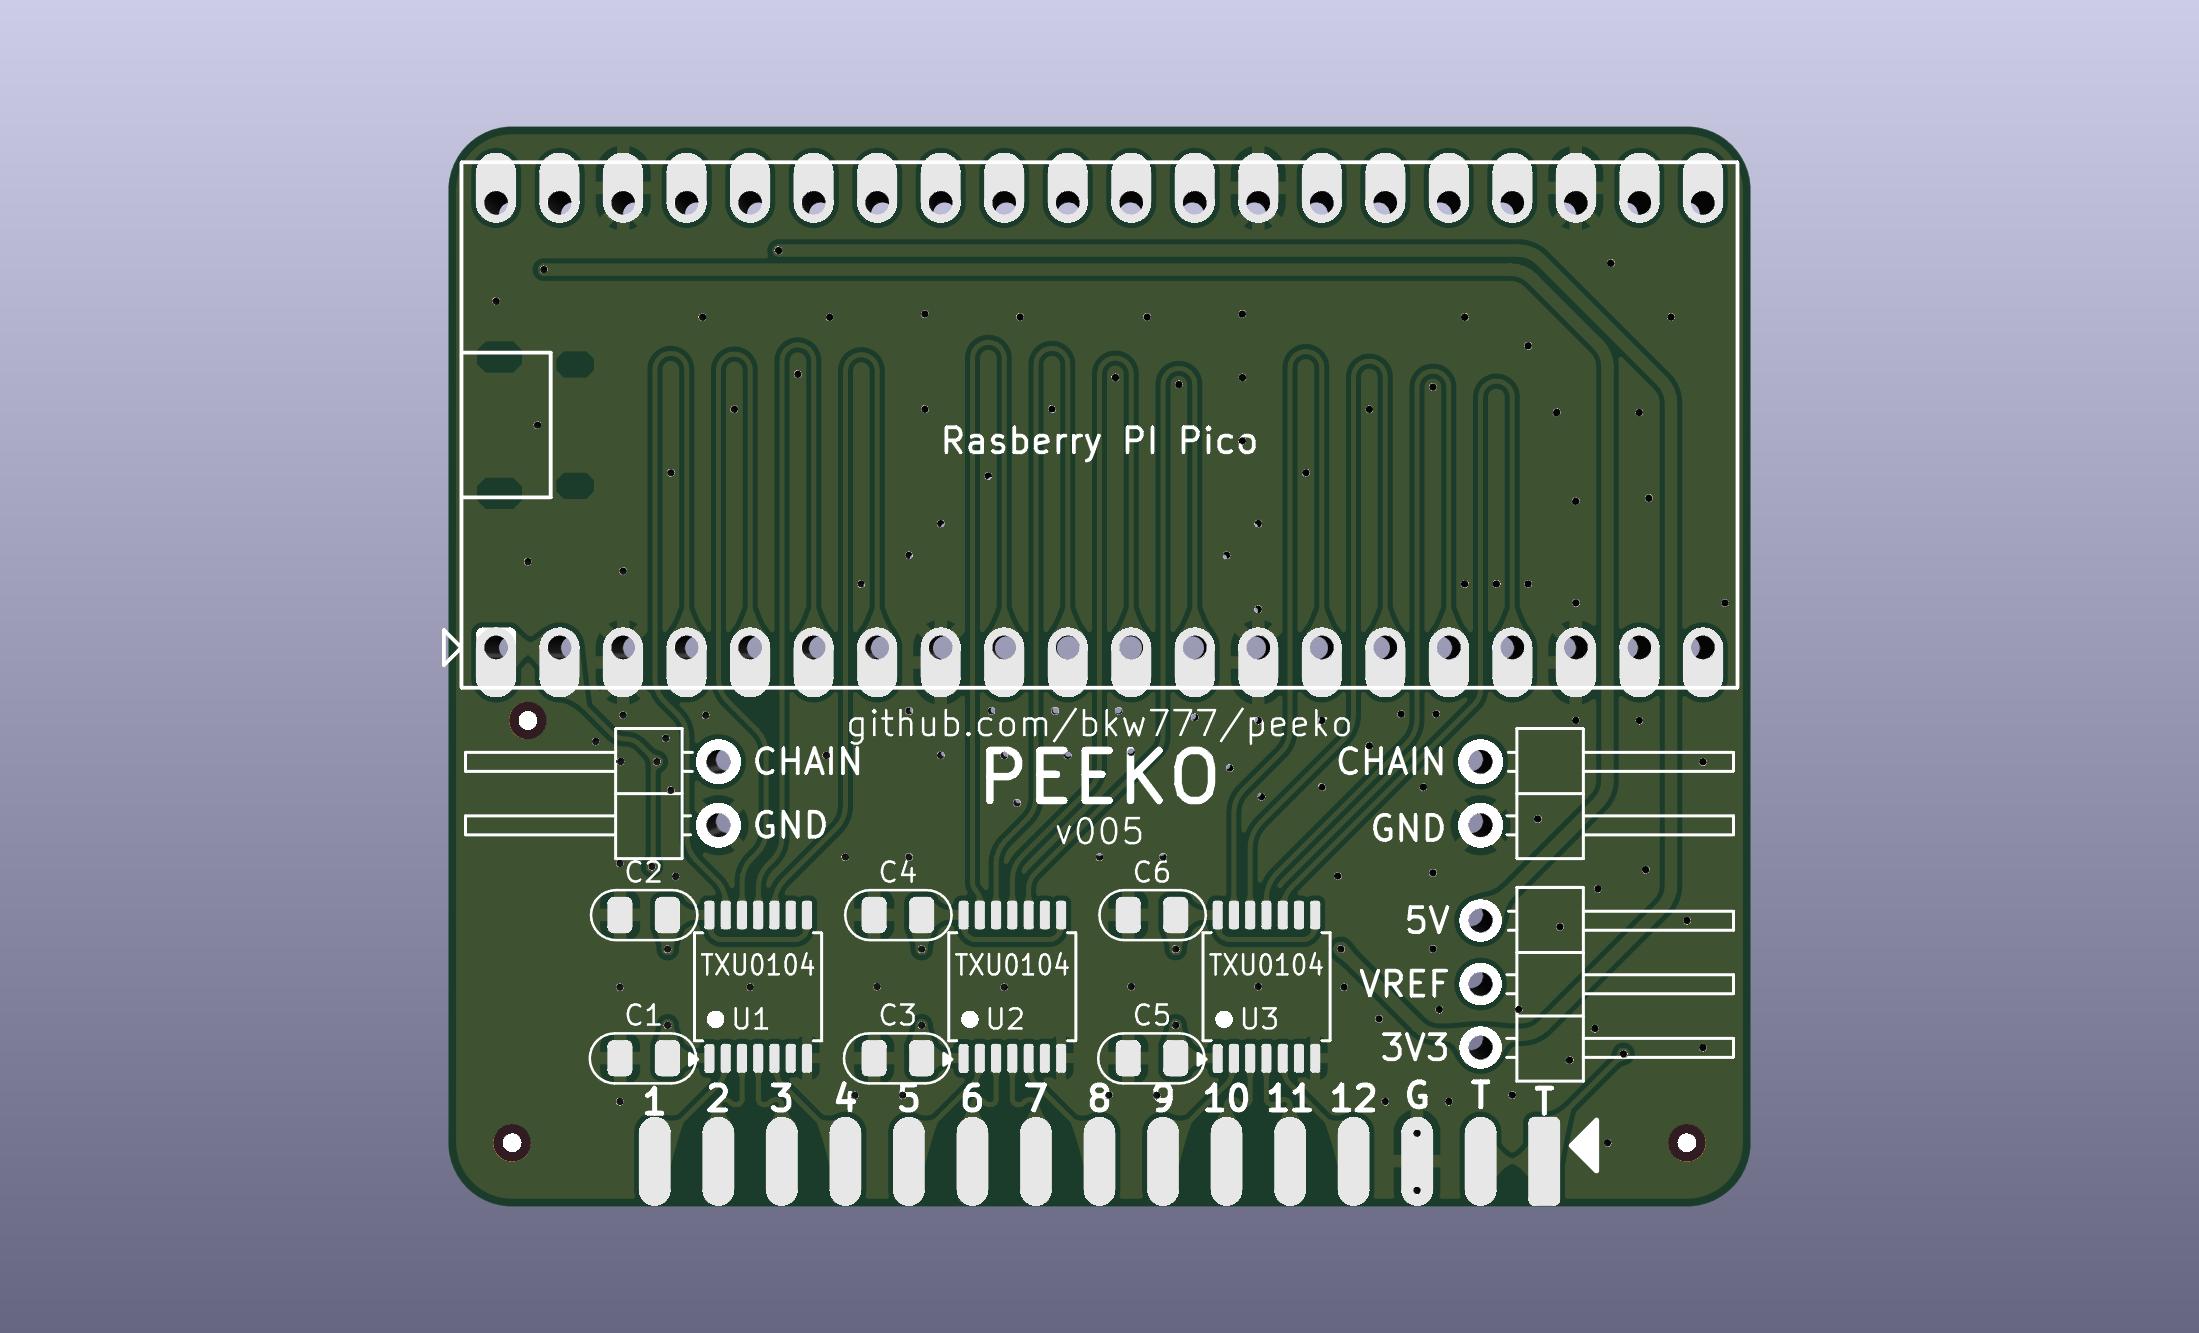 Rasberry PI Pico
github.com/bkw777/peeko
CHAIN
PEEKO
CHAIN
GND
v005
GND
C2
C4
C6
5V
TXU0104
TXU0104
TXU0104
VREF
C1
U1
C3
U2
C5
U3
3V3
1 2 3 4 5 6 7 8 9 10 11 12 G T T